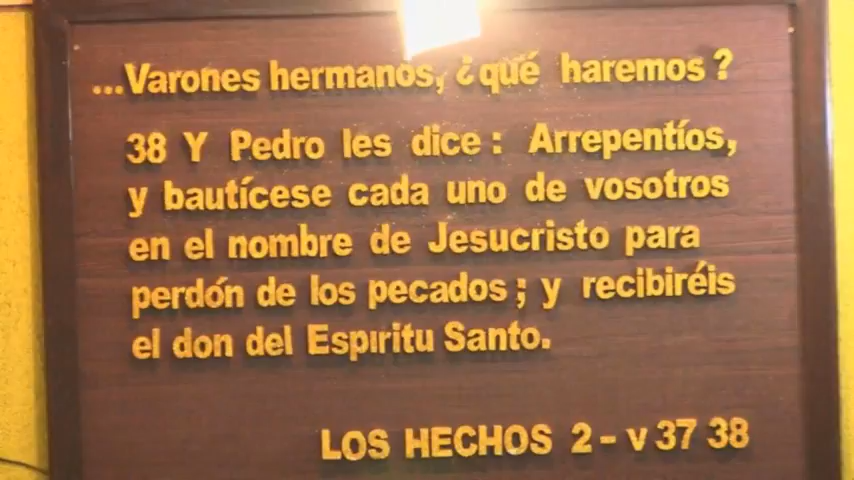 ...Varones hermanos, ¿qué haremos?
38 Y Pedro les dice: Arrepentíos,
y bautícese cada uno de vosotros
en el nombre de Jesucristo para
perdón de los pecados; y recibiréis
el don del Espıritu Santo.
LOS HECHOS 2- v 37 38